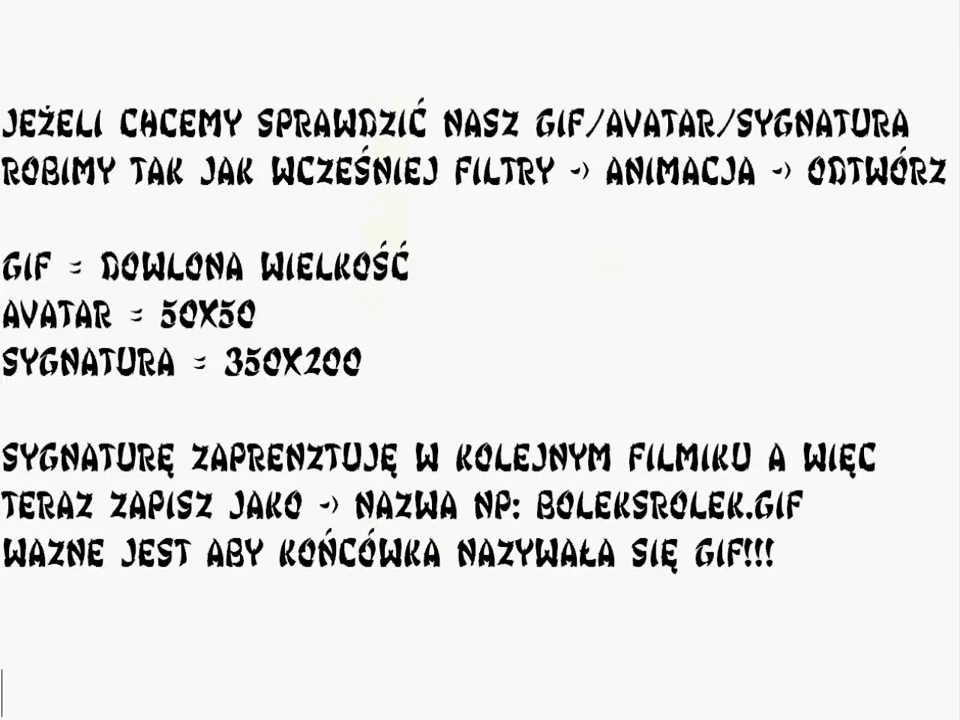 JEŻELI CHCEMY SPRAWDZIĆ NASZ GIF/AVATAR/SYGNATURA
ROBIMY TAK JAK WCZEŚNIEJ FILTRY -> ANIMACJA -> ODTWÓRZ
GIF = DOWLONA WIELKOŚĆ
AVATAR = 50X50
SYGNATURA = 350X200
SYGNATURĘ ZAPRENZTUJĘ W KOLEJNYM FILMIKU A WIĘC
TERAZ ZAPISZ JAKO -> NAZWA NP: BOLEKSROLEK.GIF
WAZNE JEST ABY KOŃCÓWKA NAZYWAŁA SIĘ GIF!!!